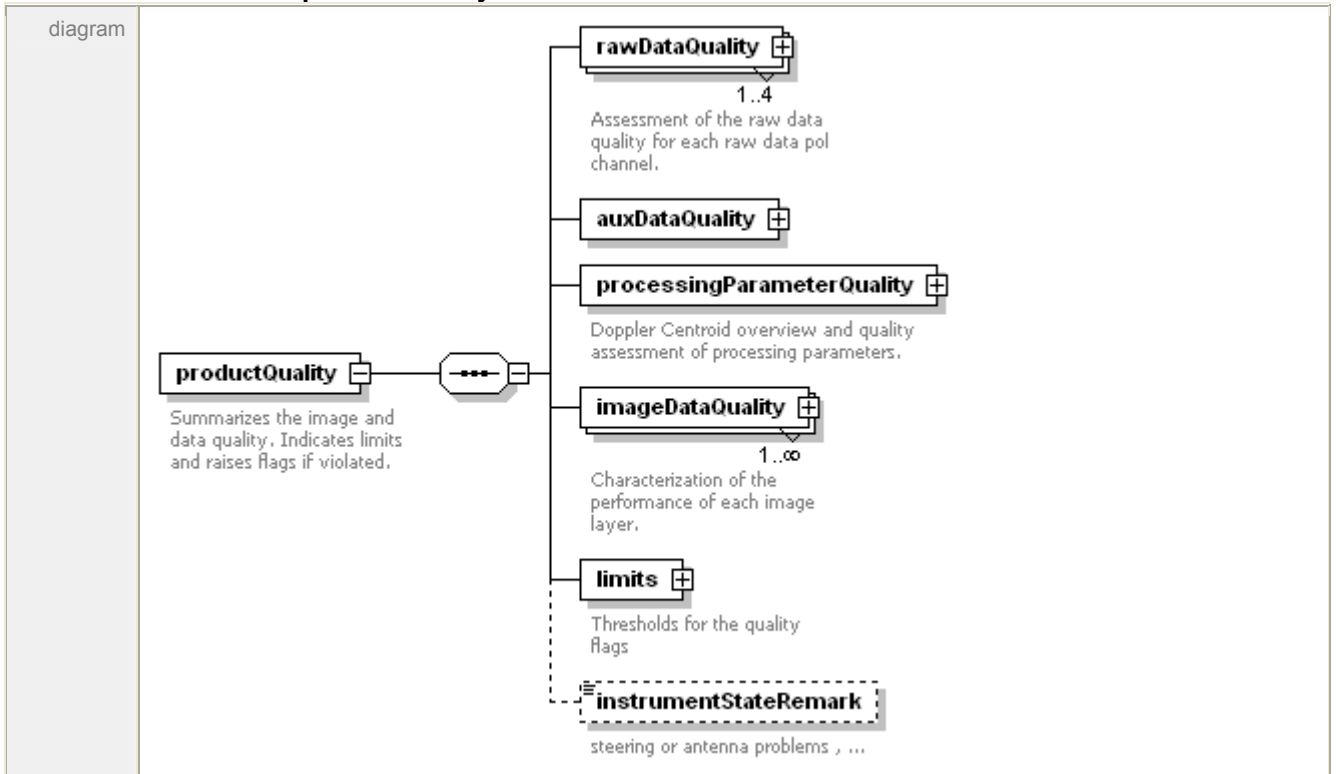 diagram
rawDataQuality
1..4
Assessment of the raw data
quality for each raw data pol
channel.
auxDataQuality
processingParameterQuality
Doppler Centroid overview and quality
assessment of processing parameters.
productQuality
Summarizes the image and
data quality. Indicates limits
and raises flags if violated.
imageDataQuality
1..∞
Characterization of the
performance of each image
layer.
limits
Thresholds for the quality
flags
instrumentStateRemark
steering or antenna problems , ...